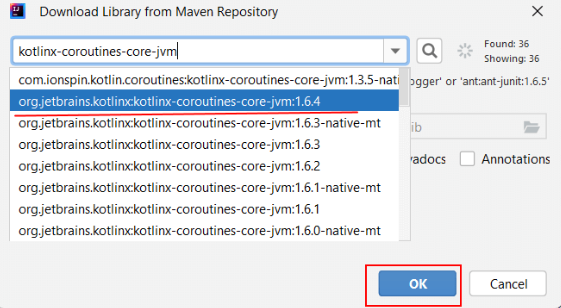 Download Library from Maven Repository
kotlinx-coroutines-core-jvm
Found: 36
Showing: 36
com.ionspin.kotlin.coroutines:kotlinx-coroutines-core-jvm:1.3.5-nati
ogger' or 'ant:ant-junit:1.6.5'
org.jetbrains.kotlinx:kotlinx-coroutines-core-jvm:1.6.4
org.jetbrains.kotlinx:kotlinx-coroutines-core-jvm:1.6.3-native-mt
lib
org.jetbrains.kotlinx:kotlinx-coroutines-core-jvm:1.6.3
org.jetbrains.kotlinx:kotlinx-coroutines-core-jvm:1.6.2
vadocs
Annotations
org.jetbrains.kotlinx:kotlinx-coroutines-core-jvm:1.6.1-native-mt
org.jetbrains.kotlinx:kotlinx-coroutines-core-jvm:1.6.1
org.jetbrains.kotlinx:kotlinx-coroutines-core-jvm:1.6.0-native-mt
OK
Cancel